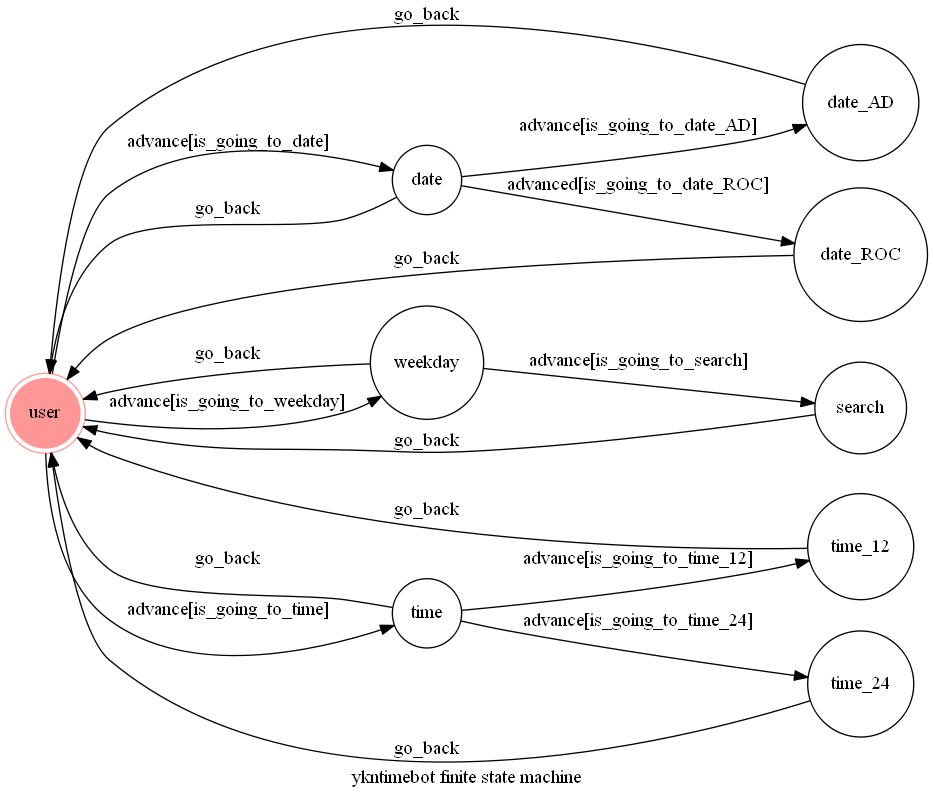 go_back
date_AD
advance[is_going_to_date_AD]
advance[is_going_to_date]
date
advanced[is_going_to_date_ROC]
go_back
date_ROC
go_back
go_back
weekday
advance[is_going_to_search]
advance[is_going_to_weekday]
user
search
go_back
go_back
time_12
go_back
advance[is_going_to_time_12]
advance[is_going_to_time]
time
advance[is_going_to_time_24]
time_24
go_back
ykntimebot finite state machine